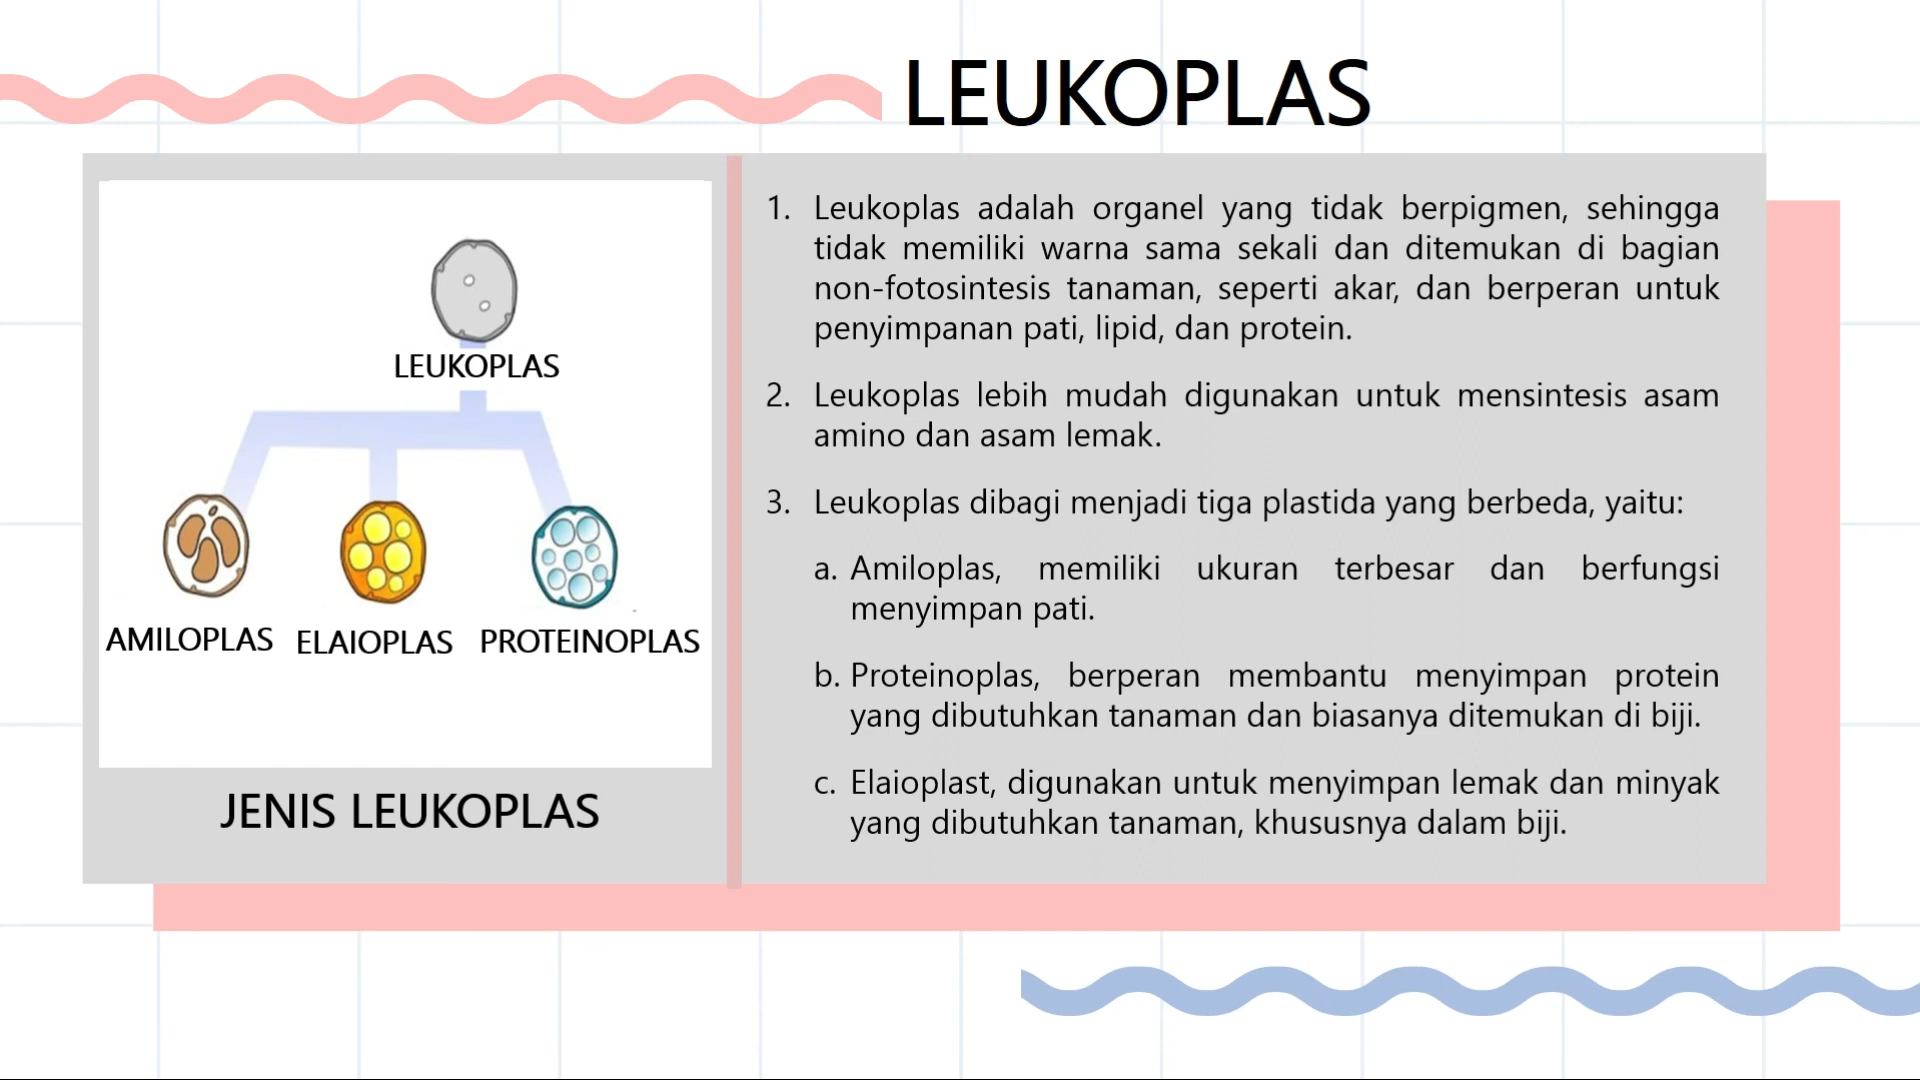 LEUKOPLAS
LEUKOPLAS
AMILOPLAS
ELAIOPLAS
PROTEINOPLAS
JENIS LEUKOPLAS
1. Leukoplas adalah organel yang tidak berpigmen, sehingga
tidak memiliki warna sama sekali dan ditemukan di bagian
non-fotosintesis tanaman, seperti akar, dan berperan untuk
penyimpanan pati, lipid, dan protein.
2. Leukoplas lebih mudah digunakan untuk mensintesis asam
amino dan asam lemak.
3. Leukoplas dibagi menjadi tiga plastida yang berbeda, yaitu:
a. Amiloplas, memiliki ukuran terbesar dan berfungsi
menyimpan pati.
b. Proteinoplas, berperan membantu menyimpan protein
yang dibutuhkan tanaman dan biasanya ditemukan di biji.
c. Elaioplast, digunakan untuk menyimpan lemak dan minyak
yang dibutuhkan tanaman, khususnya dalam biji.